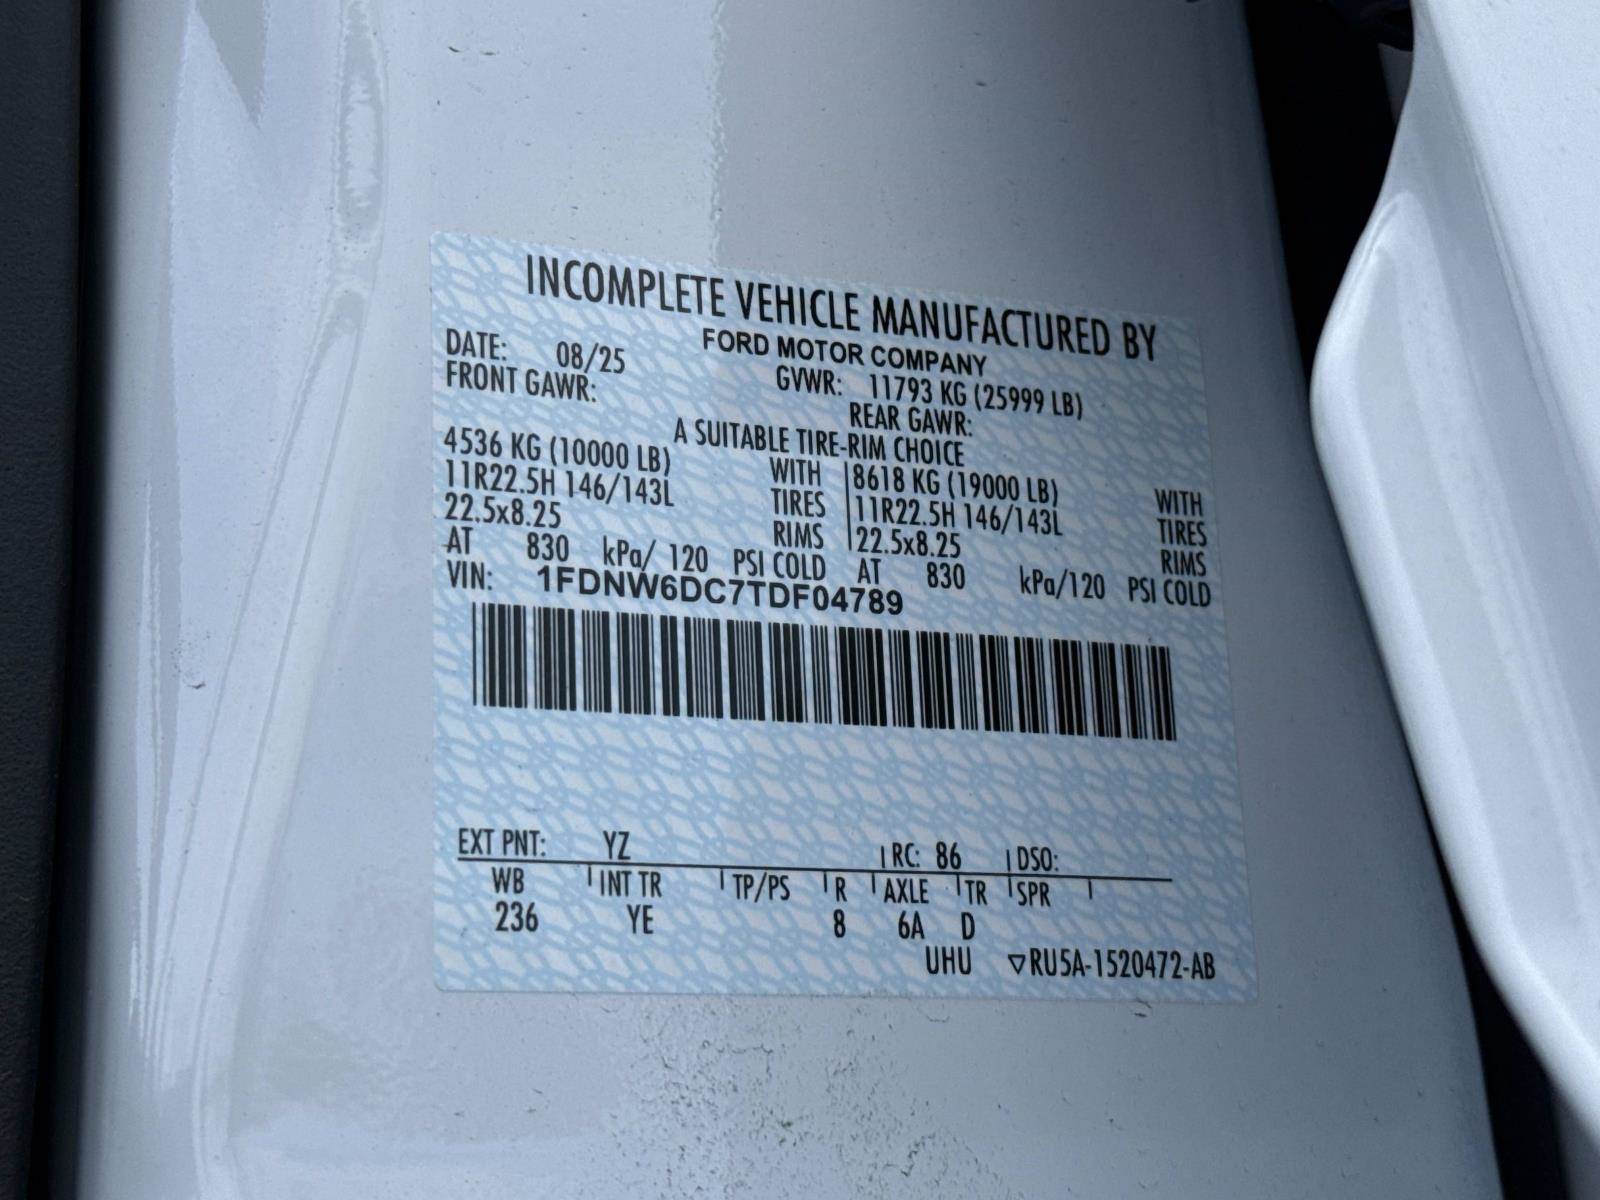 INCOMPLETE VEHICLE MANUFACTURED BY
FORD MOTOR COMPANY
DATE: 08/25 GVWR: 11793 KG (25999 LB)
FRONT GAWR: REAR GAWR:
A SUITABLE TIRE-RIM CHOICE
4536 KG (10000 LB) WITH 8618 KG (19000 LB) WITH
11R22.5H 146/143L TIRES 11R22.5H 146/143L TIRES
22.5x8.25 RIMS 22.5x8.25 RIMS
AT 830 kPa/ 120 PSI COLD AT 830 kPa/120 PSI COLD
VIN: 1FDNW6DC7TDF04789
EXT PNT: YZ RC: 86 DSO:
WB INT TR TP/PS R AXLE TR SPR
236 YE 8 6A D
UHU ▽RU5A-1520472-AB